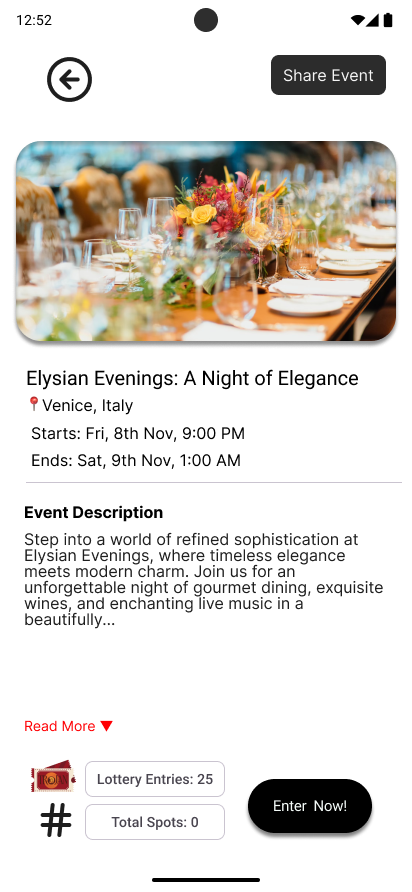 12:52
Share Event
Elysian Evenings: A Night of Elegance
Venice, Italy
Starts: Fri, 8th Nov, 9:00 PM
Ends: Sat, 9th Nov, 1:00 AM
Event Description
Step into a world of refined sophistication at
Elysian Evenings, where timeless elegance
meets modern charm. Join us for an
unforgettable night of gourmet dining, exquisite
wines, and enchanting live music in a
beautifully...
Read More ▼
Lottery Entries: 25
# Total Spots: 0
Enter Now!